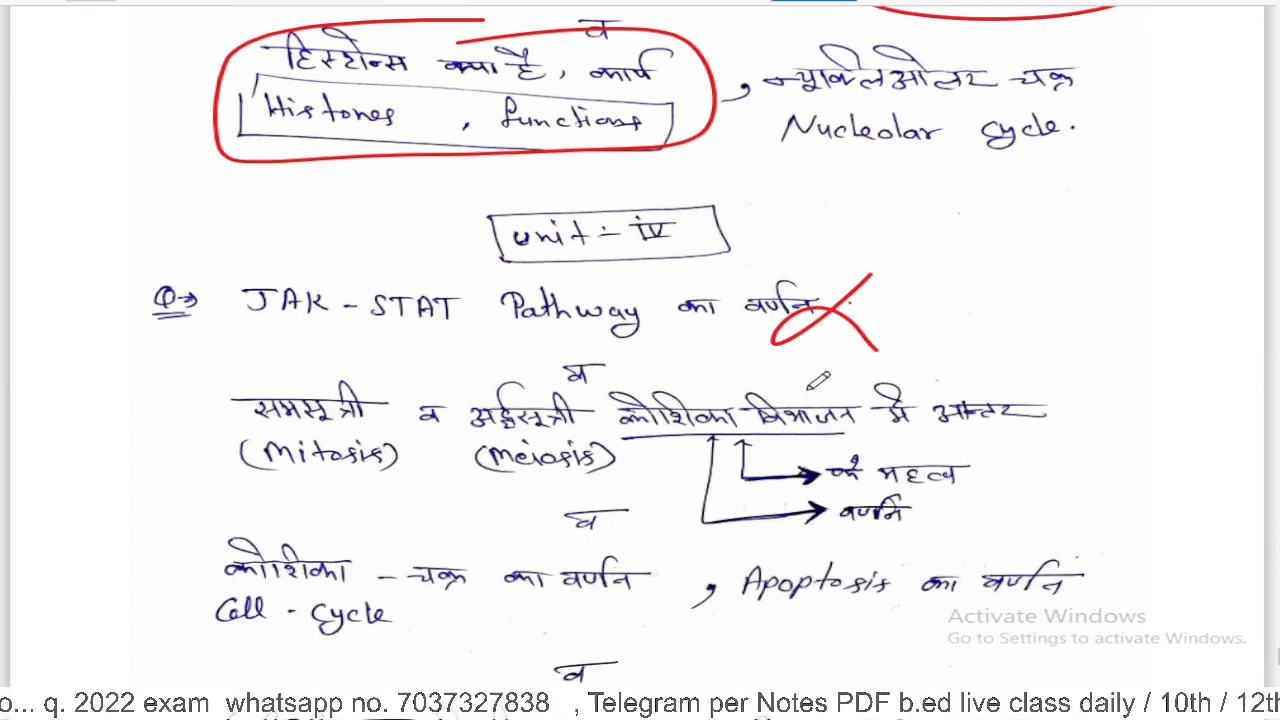 व
हिस्टोन्स क्या है, कार्य
Histones , functions
, न्यूक्लिओलर चक्र
Nucleolar cycle.
unit :- iv
Q→ JAK-STAT Pathway का वर्णन .
व
समसूत्री व अर्द्धसूत्री कोशिका विभाजन में अन्तर
(Mitosis) (Meiosis)
के महत्व
वर्णन
व
कोशिका - चक्र का वर्णन , Apoptosis का वर्णन
Cell - cycle
Activate Windows
Go to Settings to activate Windows.
व
o... q. 2022 exam whatsapp no. 7037327838 , Telegram per Notes PDF b.ed live class daily / 10th / 12th